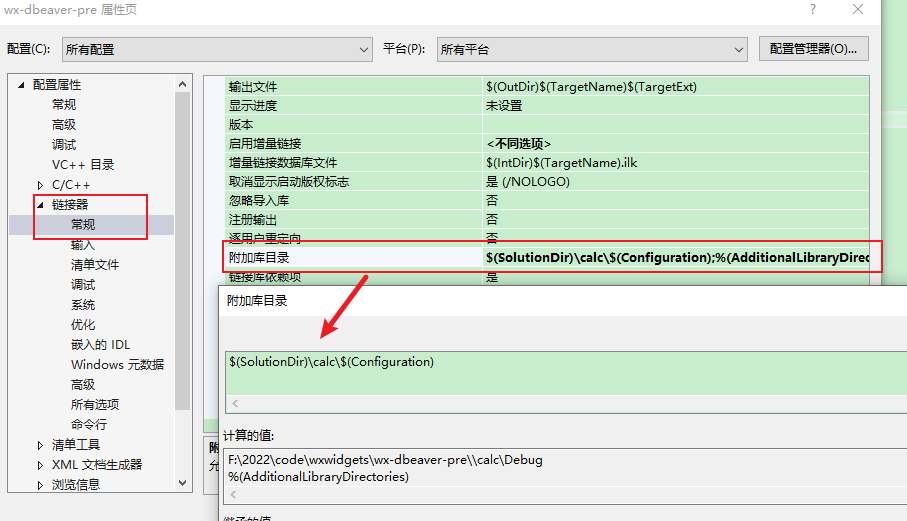 wx-dbeaver-pre 属性页
配置(C): 所有配置 平台(P): 所有平台 配置管理器(O)...
配置属性
常规
高级
调试
VC++ 目录
C/C++
链接器
常规
输入
清单文件
调试
系统
优化
嵌入的 IDL
Windows 元数据
高级
所有选项
命令行
清单工具
XML 文档生成器
浏览信息
输出文件 $(OutDir)$(TargetName)$(TargetExt)
显示进度 未设置
版本
启用增量链接 <不同选项>
增量链接数据库文件 $(IntDir)$(TargetName).ilk
取消显示启动版权标志 是 (/NOLOGO)
忽略导入库 否
注册输出 否
逐用户重定向 否
附加库目录 $(SolutionDir)\calc\$(Configuration);%(AdditionalLibraryDirec
链接库依赖项 是
附加库目录
$(SolutionDir)\calc\$(Configuration)
计算的值:
F:\2022\code\wxwidgets\wx-dbeaver-pre\\calc\Debug
%(AdditionalLibraryDirectories)